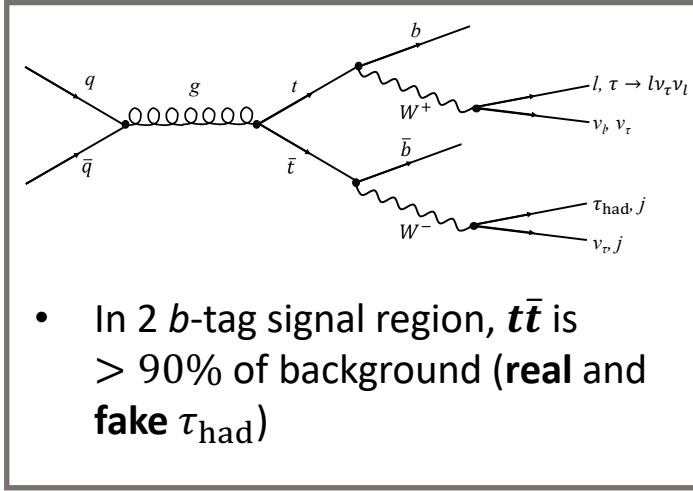 b
q
g
t
W⁺
l, τ → lν_τν_l
ν_l, ν_τ
q̄
t̄
b̄
W⁻
τ_had, j
ν_τ, j
• In 2 b-tag signal region, tt̄ is
> 90% of background (real and
fake τ_had)